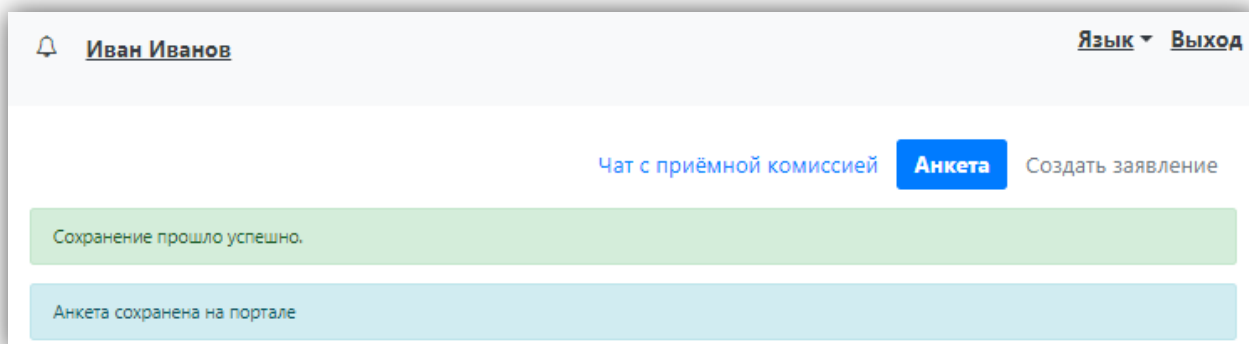 Иван Иванов
Язык Выход
Чат с приёмной комиссией Анкета Создать заявление
Сохранение прошло успешно.
Анкета сохранена на портале